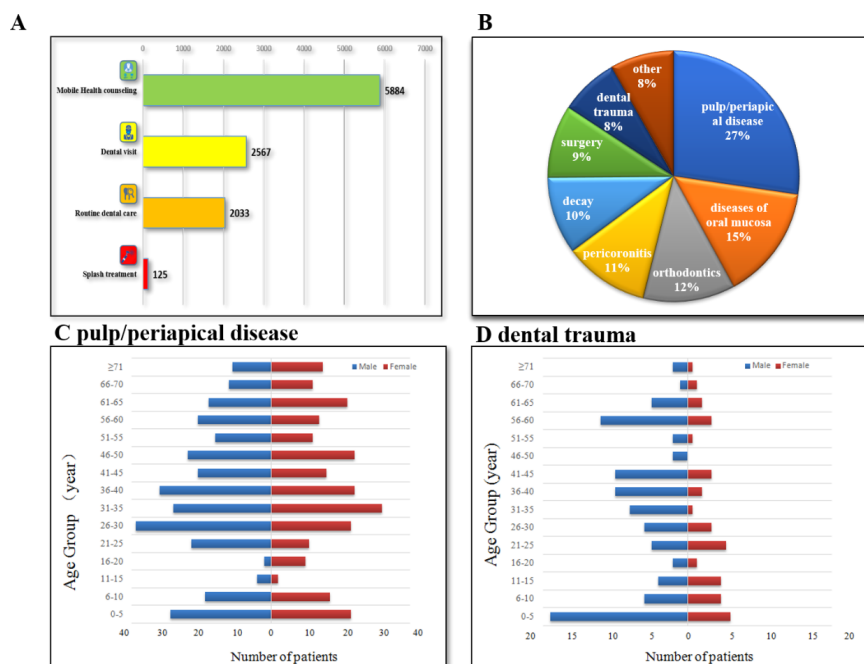 A
B
0 1000 2000 3000 4000 5000 6000 7000
Mobile Health counseling
5884
Dental visit
2567
Routine dental care
2033
Splash treatment
125
other
8%
pulp/periapic
al disease
27%
dental
trauma
8%
surgery
9%
diseases of
oral mucosa
15%
decay
10%
pericoronitis
11%
orthodontics
12%
C pulp/periapical disease
Male Female
≥71
66-70
61-65
56-60
51-55
46-50
41-45
36-40
31-35
26-30
21-25
16-20
11-15
6-10
0-5
Age Group (year)
40 30 20 10 0 10 20 30 40
Number of patients
D dental trauma
Male Female
≥71
66-70
61-65
56-60
51-55
46-50
41-45
36-40
31-35
26-30
21-25
16-20
11-15
6-10
0-5
Age Group (year)
20 15 10 5 0 5 10 15 20
Number of patients